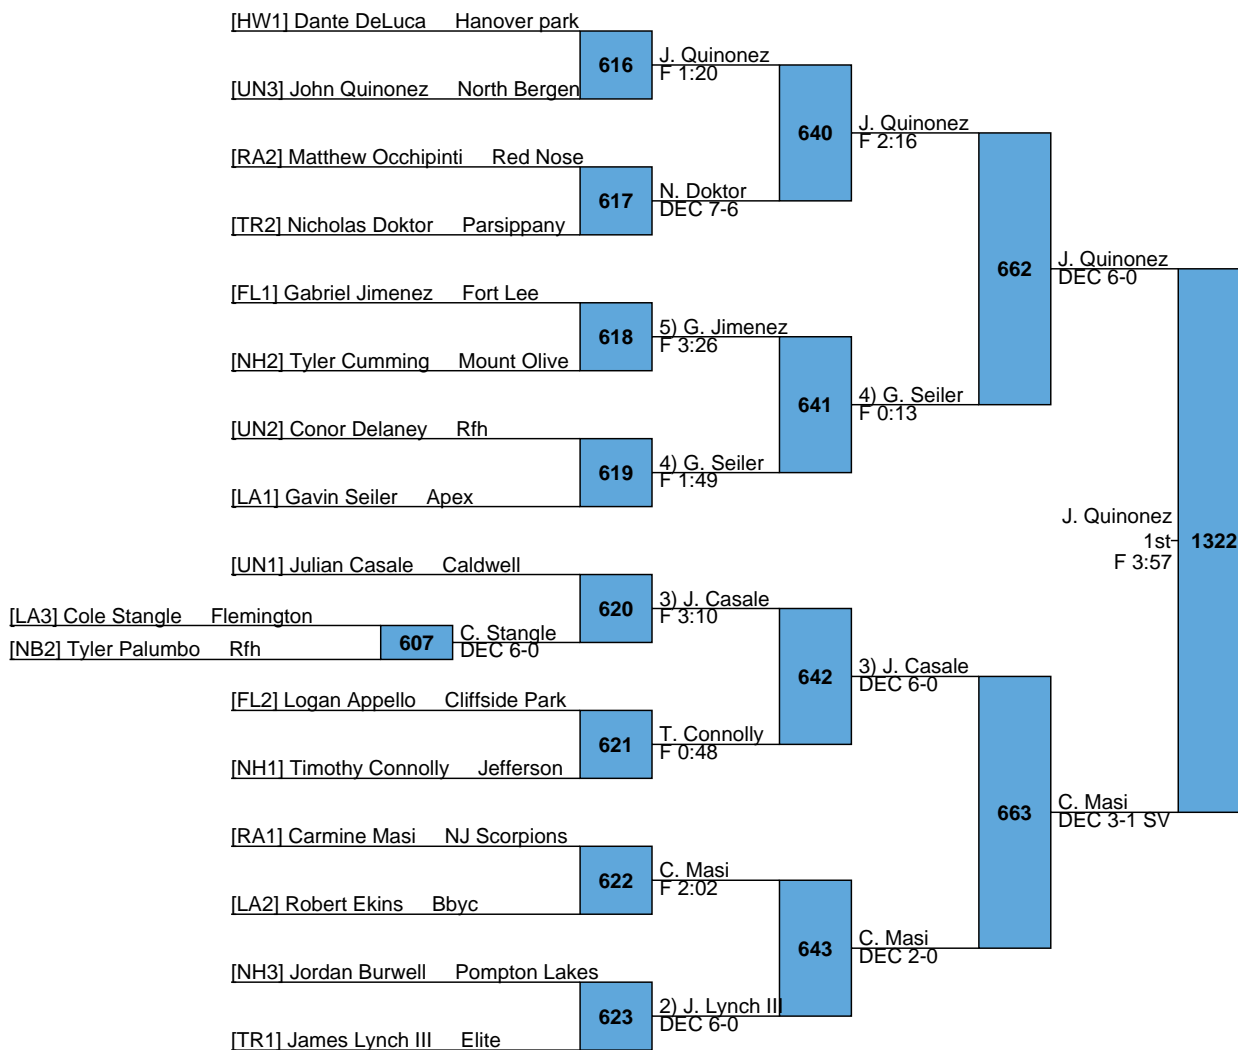 [HW1] Dante DeLuca Hanover park
616
J. Quinonez
F 1:20
[UN3] John Quinonez North Bergen
640
J. Quinonez
F 2:16
[RA2] Matthew Occhipinti Red Nose
617
N. Doktor
DEC 7-6
[TR2] Nicholas Doktor Parsippany
662
J. Quinonez
DEC 6-0
[FL1] Gabriel Jimenez Fort Lee
618
5) G. Jimenez
F 3:26
[NH2] Tyler Cumming Mount Olive
641
4) G. Seiler
F 0:13
[UN2] Conor Delaney Rfh
619
4) G. Seiler
F 1:49
[LA1] Gavin Seiler Apex
J. Quinonez
1st
F 3:57
1322
[UN1] Julian Casale Caldwell
620
3) J. Casale
F 3:10
[LA3] Cole Stangle Flemington
607
C. Stangle
DEC 6-0
[NB2] Tyler Palumbo Rfh
642
3) J. Casale
DEC 6-0
[FL2] Logan Appello Cliffside Park
621
T. Connolly
F 0:48
[NH1] Timothy Connolly Jefferson
663
C. Masi
DEC 3-1 SV
[RA1] Carmine Masi NJ Scorpions
622
C. Masi
F 2:02
[LA2] Robert Ekins Bbyc
643
C. Masi
DEC 2-0
[NH3] Jordan Burwell Pompton Lakes
623
2) J. Lynch III
DEC 6-0
[TR1] James Lynch III Elite